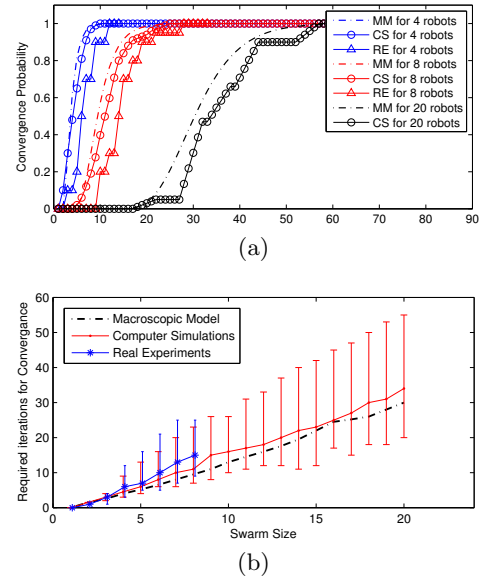 Convergence Probability
1
0.8
0.6
0.4
0.2
0
MM for 4 robots
CS for 4 robots
RE for 4 robots
MM for 8 robots
CS for 8 robots
RE for 8 robots
MM for 20 robots
CS for 20 robots
0 10 20 30 40 50 60 70 80 90
(a)
Required iterations for Convergance
60
50
40
30
20
10
0
Macroscopic Model
Computer Simulations
Real Experiments
5 10 15 20
Swarm Size
(b)